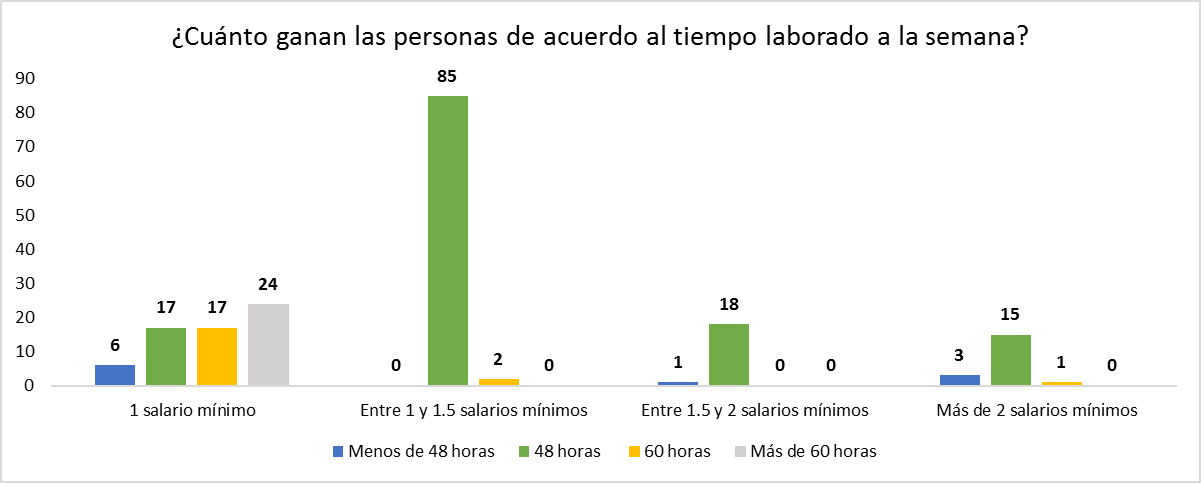 ¿Cuánto ganan las personas de acuerdo al tiempo laborado a la semana?
90
80
70
60
50
40
30
20
10
0
6
17
17
24
0
85
2
0
1
18
0
0
3
15
1
0
1 salario mínimo
Entre 1 y 1.5 salarios mínimos
Entre 1.5 y 2 salarios mínimos
Más de 2 salarios mínimos
Menos de 48 horas
48 horas
60 horas
Más de 60 horas